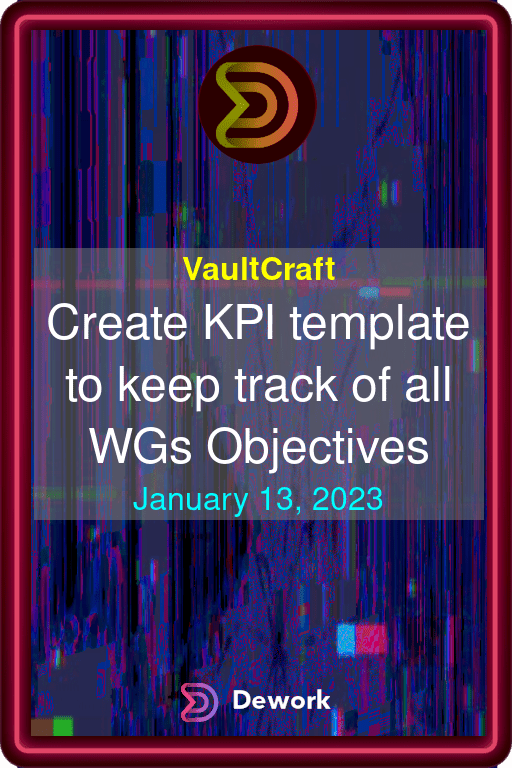 VaultCraft
Create KPI template
to keep track of all
WGs Objectives
January 13, 2023
Dework